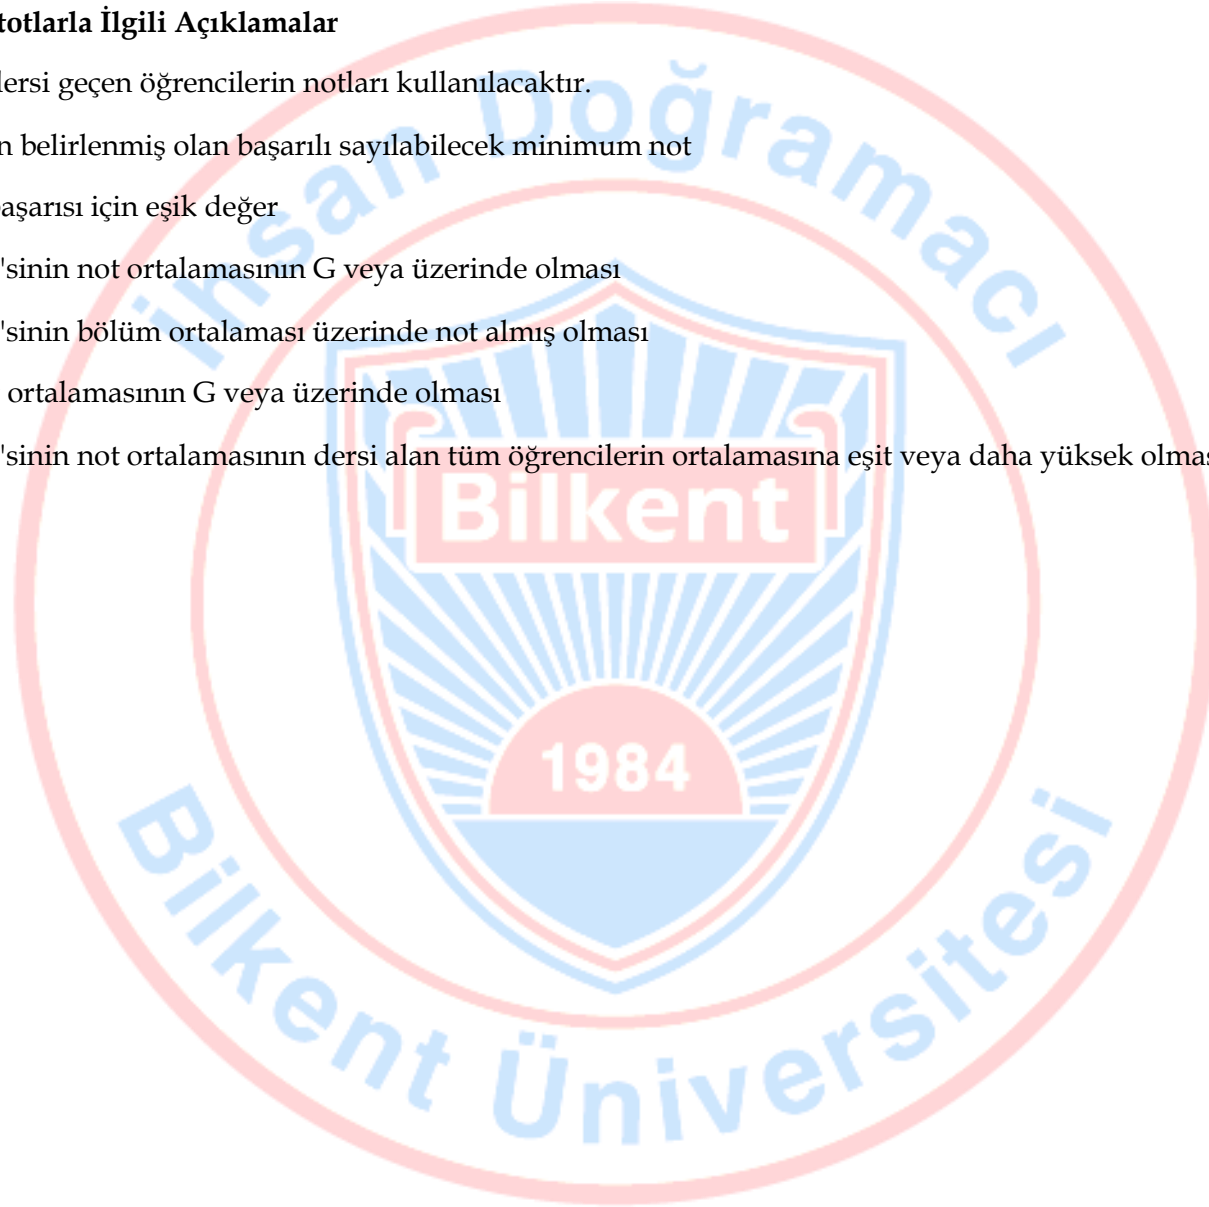 totlarla İlgili Açıklamalar
lersi geçen öğrencilerin notları kullanılacaktır.
n belirlenmiş olan başarılı sayılabilecek minimum not
başarısı için eşik değer
'sinin not ortalamasının G veya üzerinde olması
'sinin bölüm ortalaması üzerinde not almış olması
ortalamasının G veya üzerinde olması
'sinin not ortalamasının dersi alan tüm öğrencilerin ortalamasına eşit veya daha yüksek olmas
İhsan Doğramacı
Bilkent
1984
Bilkent Üniversitesi